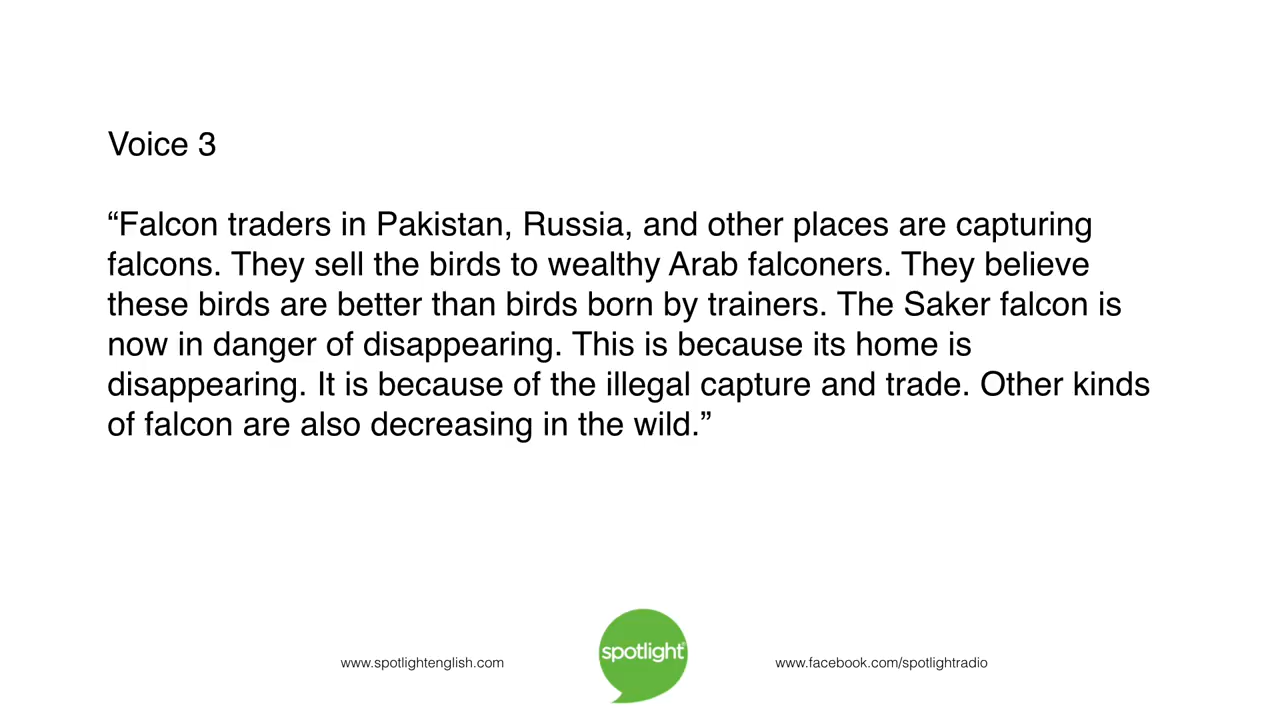 Voice 3
“Falcon traders in Pakistan, Russia, and other places are capturing
falcons. They sell the birds to wealthy Arab falconers. They believe
these birds are better than birds born by trainers. The Saker falcon is
now in danger of disappearing. This is because its home is
disappearing. It is because of the illegal capture and trade. Other kinds
of falcon are also decreasing in the wild.”
www.spotlightenglish.com
spotlight®
www.facebook.com/spotlightradio